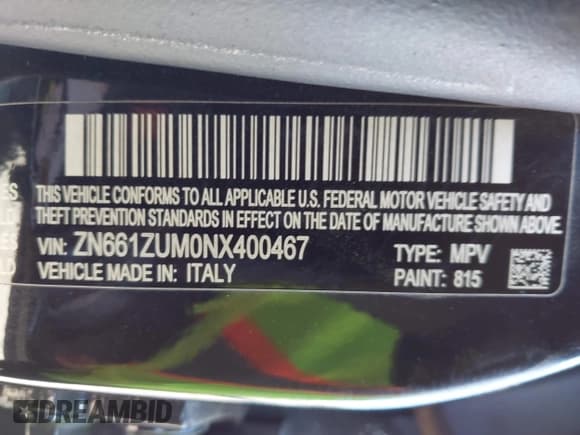 THIS VEHICLE CONFORMS TO ALL APPLICABLE U.S. FEDERAL MOTOR VEHICLE SAFETY AND
THEFT PREVENTION STANDARDS IN EFFECT ON THE DATE OF MANUFACTURE SHOWN ABOVE.
VIN: ZN661ZUM0NX400467 TYPE: MPV
VEHICLE MADE IN: ITALY PAINT: 815
DREAMBID